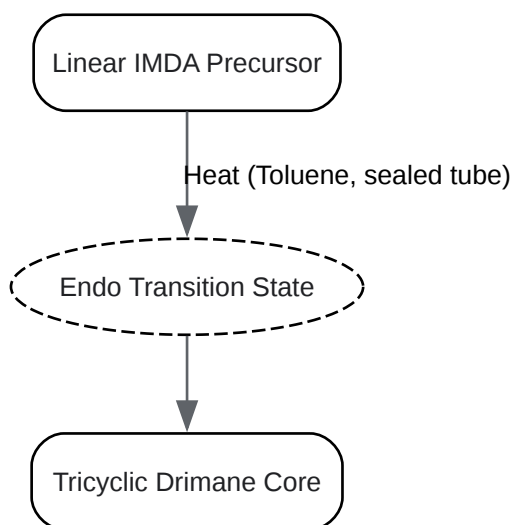 Linear IMDA Precursor
Heat (Toluene, sealed tube)
Endo Transition State
Tricyclic Drimane Core